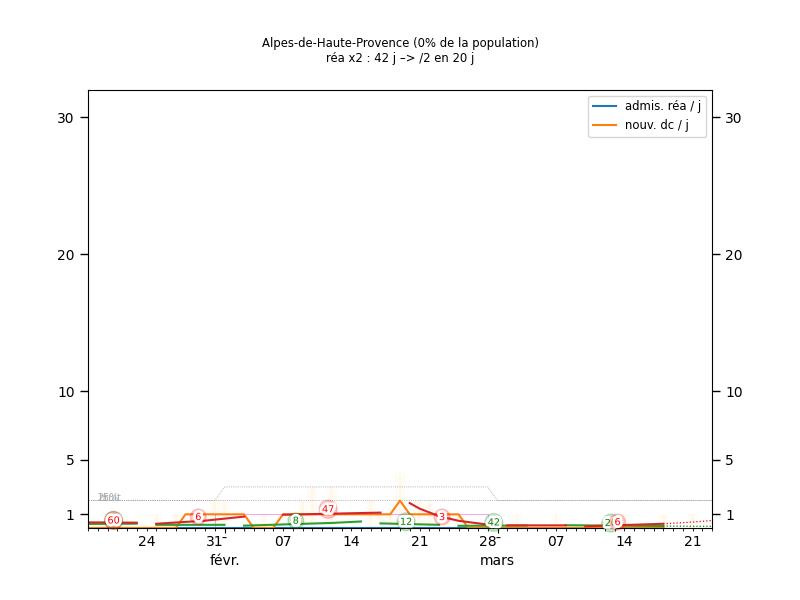 Alpes-de-Haute-Provence (0% de la population)
réa x2 : 42 j –> /2 en 20 j
admis. réa / j
nouv. dc / j
30 30
20 20
10 10
5 5
1 1
60 6 8 47 12 3 42 2 6
24 31 07 14 21 28 07 14 21
févr. mars